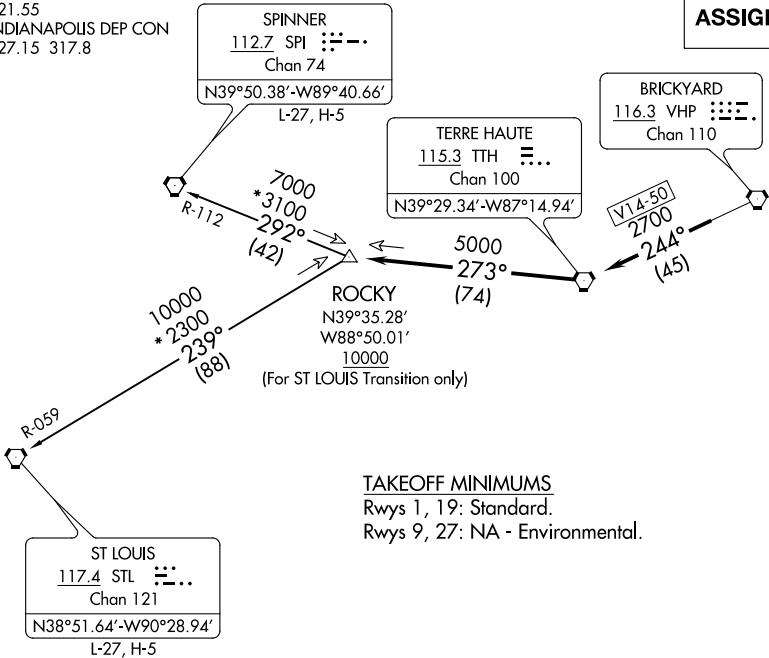 21.55
NDIANAPOLIS DEP CON
27.15 317.8
ASSIGI
SPINNER
112.7 SPI
Chan 74
N39°50.38'-W89°40.66'
L-27, H-5
BRICKYARD
116.3 VHP
Chan 110
TERRE HAUTE
115.3 TTH
Chan 100
N39°29.34'-W87°14.94'
R-112
7000
*3100
292°
(42)
5000
273°
(74)
V14-50
2700
244°
(45)
ROCKY
N39°35.28'
W88°50.01'
10000
(For ST LOUIS Transition only)
10000
*2300
239°
(88)
R-059
TAKEOFF MINIMUMS
Rwys 1, 19: Standard.
Rwys 9, 27: NA - Environmental.
ST LOUIS
117.4 STL
Chan 121
N38°51.64'-W90°28.94'
L-27, H-5